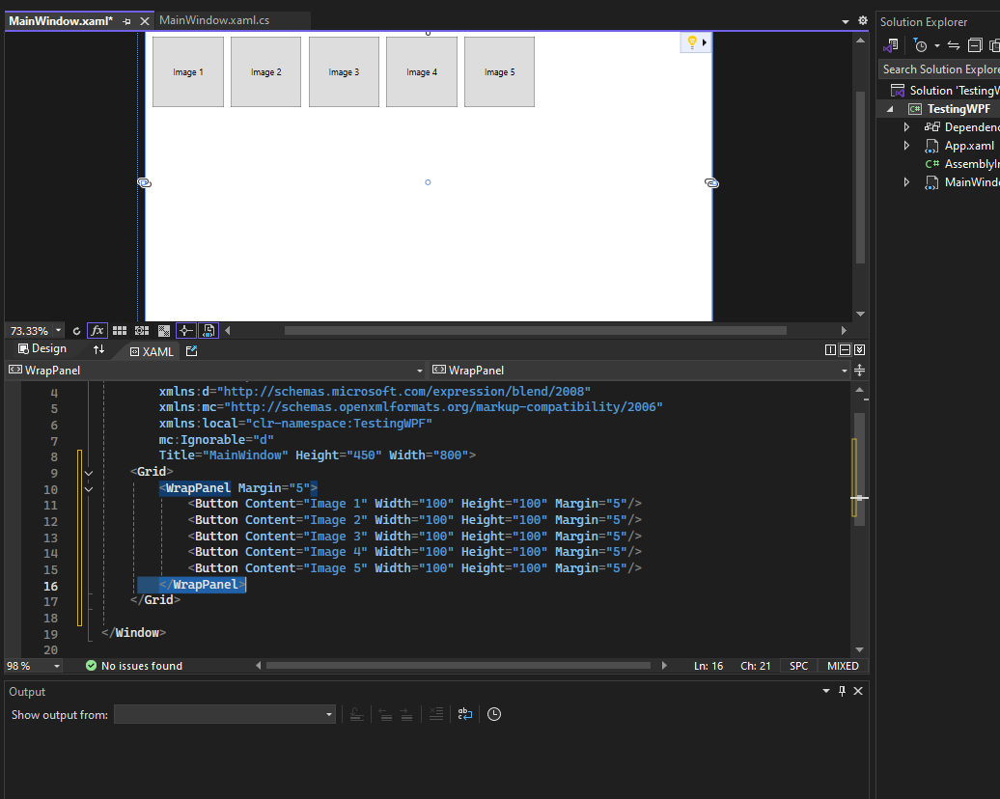 MainWindow.xaml*
MainWindow.xaml.cs
Solution Explorer
Search Solution Explore
Image 1
Image 2
Image 3
Image 4
Image 5
Solution 'TestingW
C# TestingWPF
Dependenc
App.xaml
C# AssemblyIn
MainWindo
73.33%
fx
Design
XAML
WrapPanel
WrapPanel
4 xmlns:d="http://schemas.microsoft.com/expression/blend/2008"
5 xmlns:mc="http://schemas.openxmlformats.org/markup-compatibility/2006"
6 xmlns:local="clr-namespace:TestingWPF"
7 mc:Ignorable="d"
8 Title="MainWindow" Height="450" Width="800">
9 <Grid>
10 <WrapPanel Margin="5">
11 <Button Content="Image 1" Width="100" Height="100" Margin="5"/>
12 <Button Content="Image 2" Width="100" Height="100" Margin="5"/>
13 <Button Content="Image 3" Width="100" Height="100" Margin="5"/>
14 <Button Content="Image 4" Width="100" Height="100" Margin="5"/>
15 <Button Content="Image 5" Width="100" Height="100" Margin="5"/>
16 </WrapPanel>
17 </Grid>
18
19 </Window>
20
98 %
No issues found
Ln: 16
Ch: 21
SPC
MIXED
Output
Show output from: